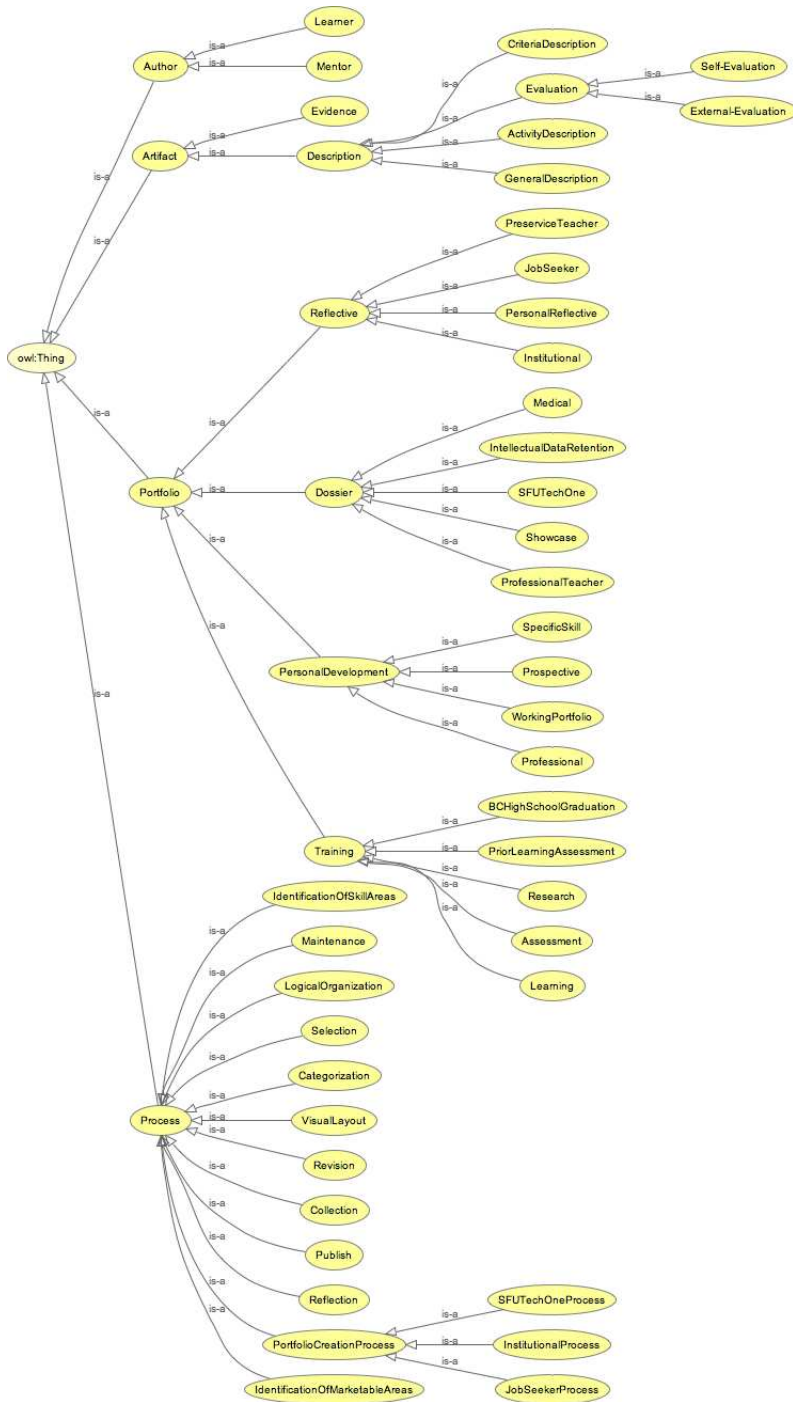 Learner
is-a
Author
is-a
Mentor
CriteriaDescription
is-a
Evaluation
is-a
Self-Evaluation
is-a
External-Evaluation
Evidence
is-a
Artifact
is-a
Description
is-a
is-a
ActivityDescription
is-a
GeneralDescription
is-a
is-a
PreserviceTeacher
is-a
JobSeeker
is-a
Reflective
is-a
PersonalReflective
is-a
Institutional
owl:Thing
is-a
is-a
Medical
is-a
IntellectualDataRetention
is-a
Portfolio
is-a
Dossier
is-a
SFUTechOne
is-a
Showcase
is-a
ProfessionalTeacher
is-a
is-a
SpecificSkill
is-a
PersonalDevelopment
is-a
Prospective
is-a
WorkingPortfolio
is-a
Professional
is-a
BCHighSchoolGraduation
is-a
Training
is-a
PriorLearningAssessment
is-a
Research
is-a
Assessment
is-a
Learning
IdentificationOfSkillAreas
is-a
Maintenance
is-a
LogicalOrganization
is-a
Selection
is-a
Categorization
is-a
Process
is-a
VisualLayout
is-a
Revision
is-a
Collection
is-a
Publish
is-a
Reflection
is-a
SFUTechOneProcess
is-a
PortfolioCreationProcess
is-a
InstitutionalProcess
is-a
JobSeekerProcess
is-a
IdentificationOfMarketableAreas